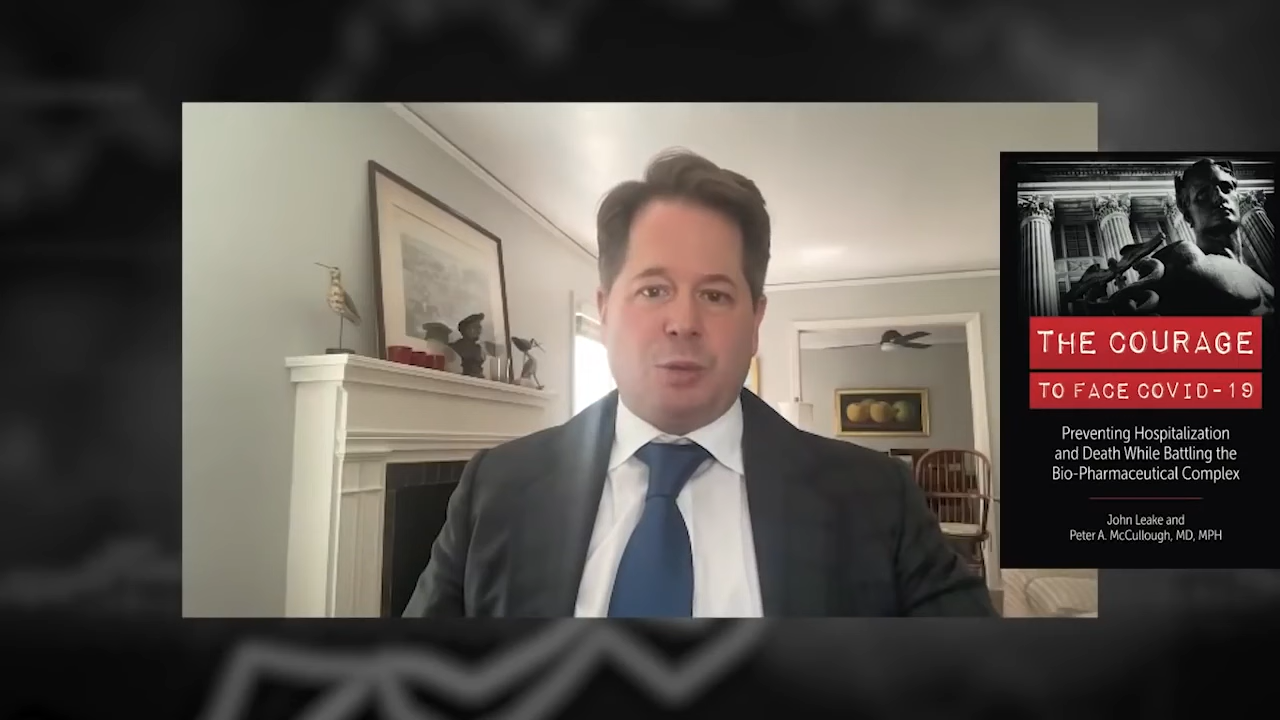 THE COURAGE
TO FACE COVID-19
Preventing Hospitalization
and Death While Battling the
Bio-Pharmaceutical Complex
John Leake and
Peter A. McCullough, MD, MPH